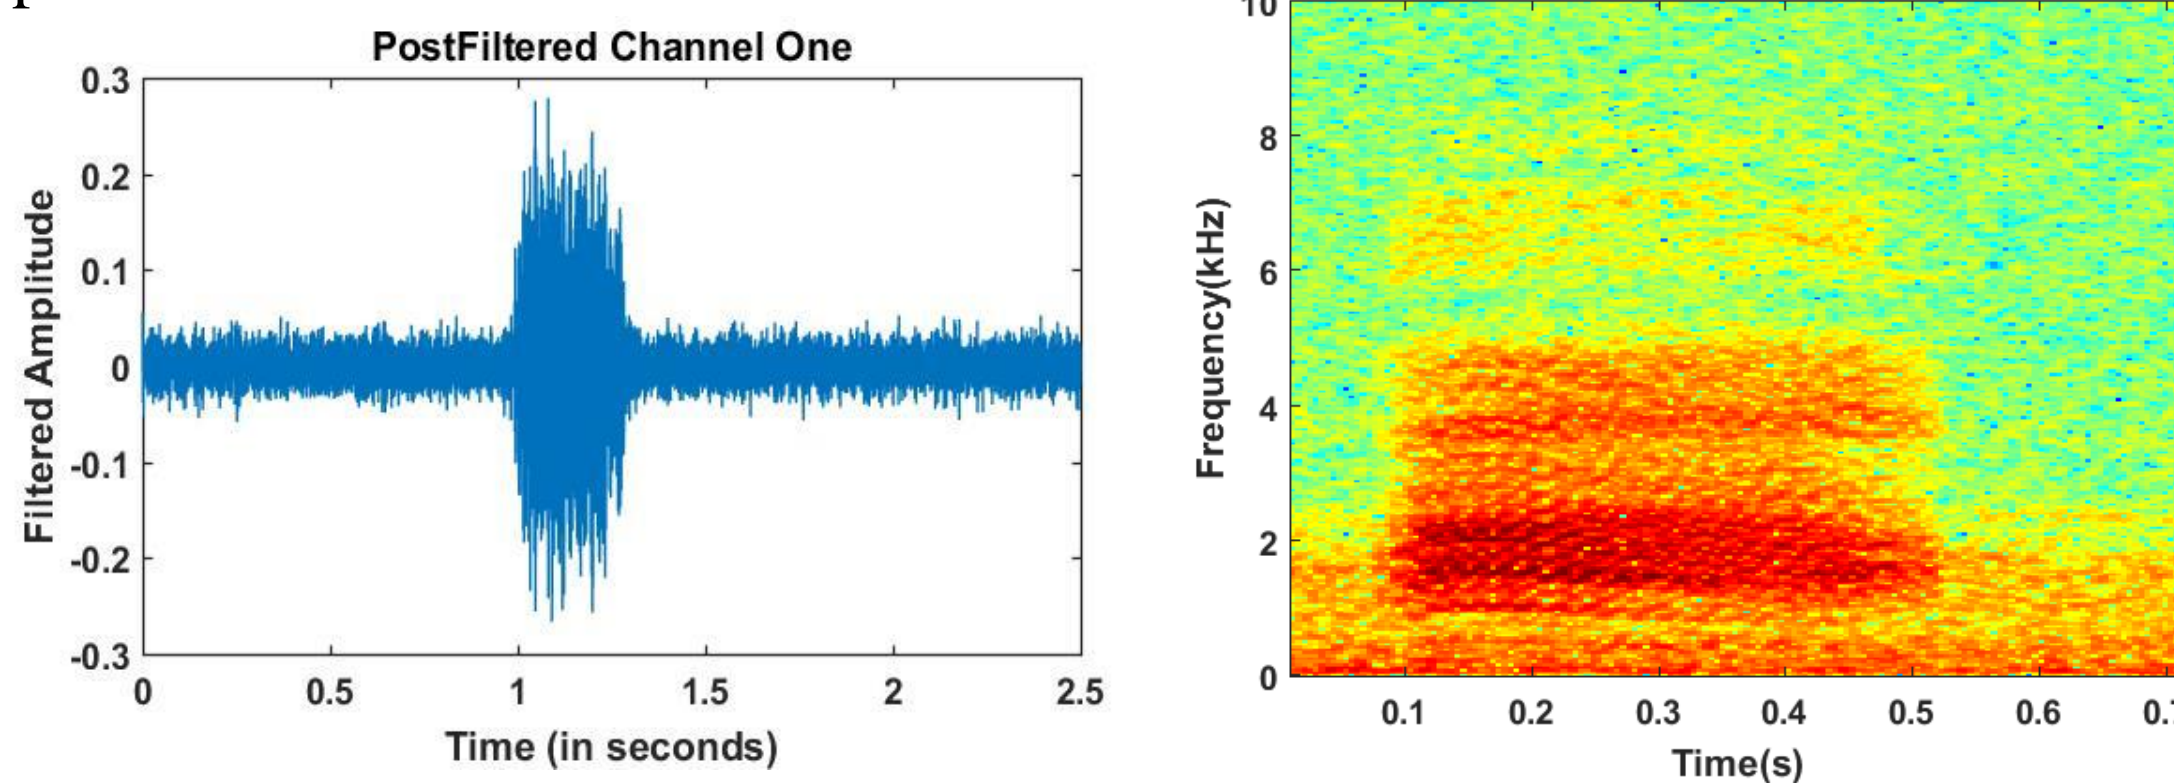 PostFiltered Channel One
0.3
0.2
0.1
0
-0.1
-0.2
-0.3
Filtered Amplitude
0 0.5 1 1.5 2 2.5
Time (in seconds)
10
8
6
4
2
0
Frequency(kHz)
0.1 0.2 0.3 0.4 0.5 0.6
Time(s)